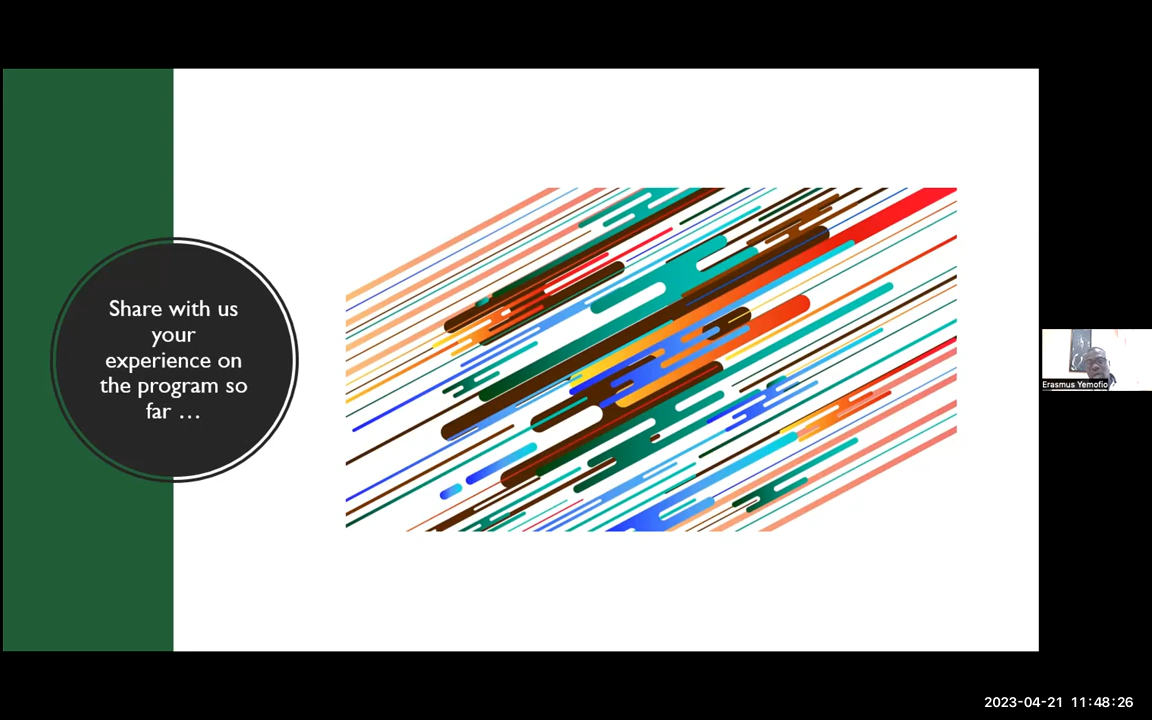 Share with us
your
experience on
the program so
far …
Erasmus Yemofio
2023-04-21 11:48:26